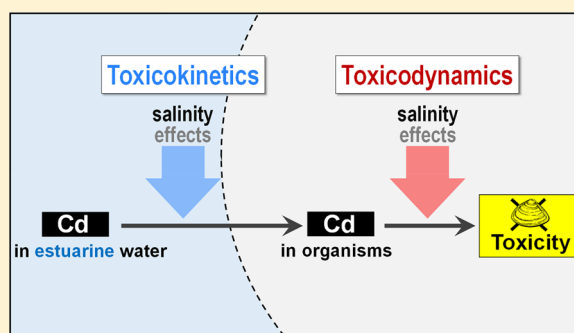 Toxicokinetics
Toxicodynamics
salinity
effects
salinity
effects
Cd
in estuarine water
Cd
in organisms
Toxicity